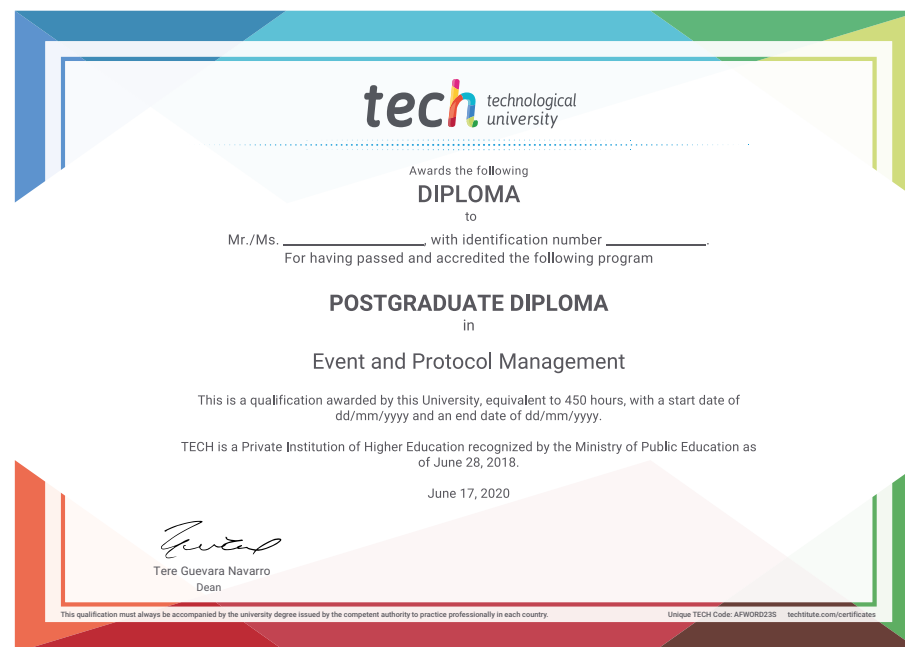 tech technological
university
Awards the following
DIPLOMA
to
Mr./Ms. ____________________, with identification number ______________.
For having passed and accredited the following program
POSTGRADUATE DIPLOMA
in
Event and Protocol Management
This is a qualification awarded by this University, equivalent to 450 hours, with a start date of
dd/mm/yyyy and an end date of dd/mm/yyyy.
TECH is a Private Institution of Higher Education recognized by the Ministry of Public Education as
of June 28, 2018.
June 17, 2020
Tere Guevara Navarro
Dean
This qualification must always be accompanied by the university degree issued by the competent authority to practice professionally in each country. Unique TECH Code: AFWORD23S techtitute.com/certificates